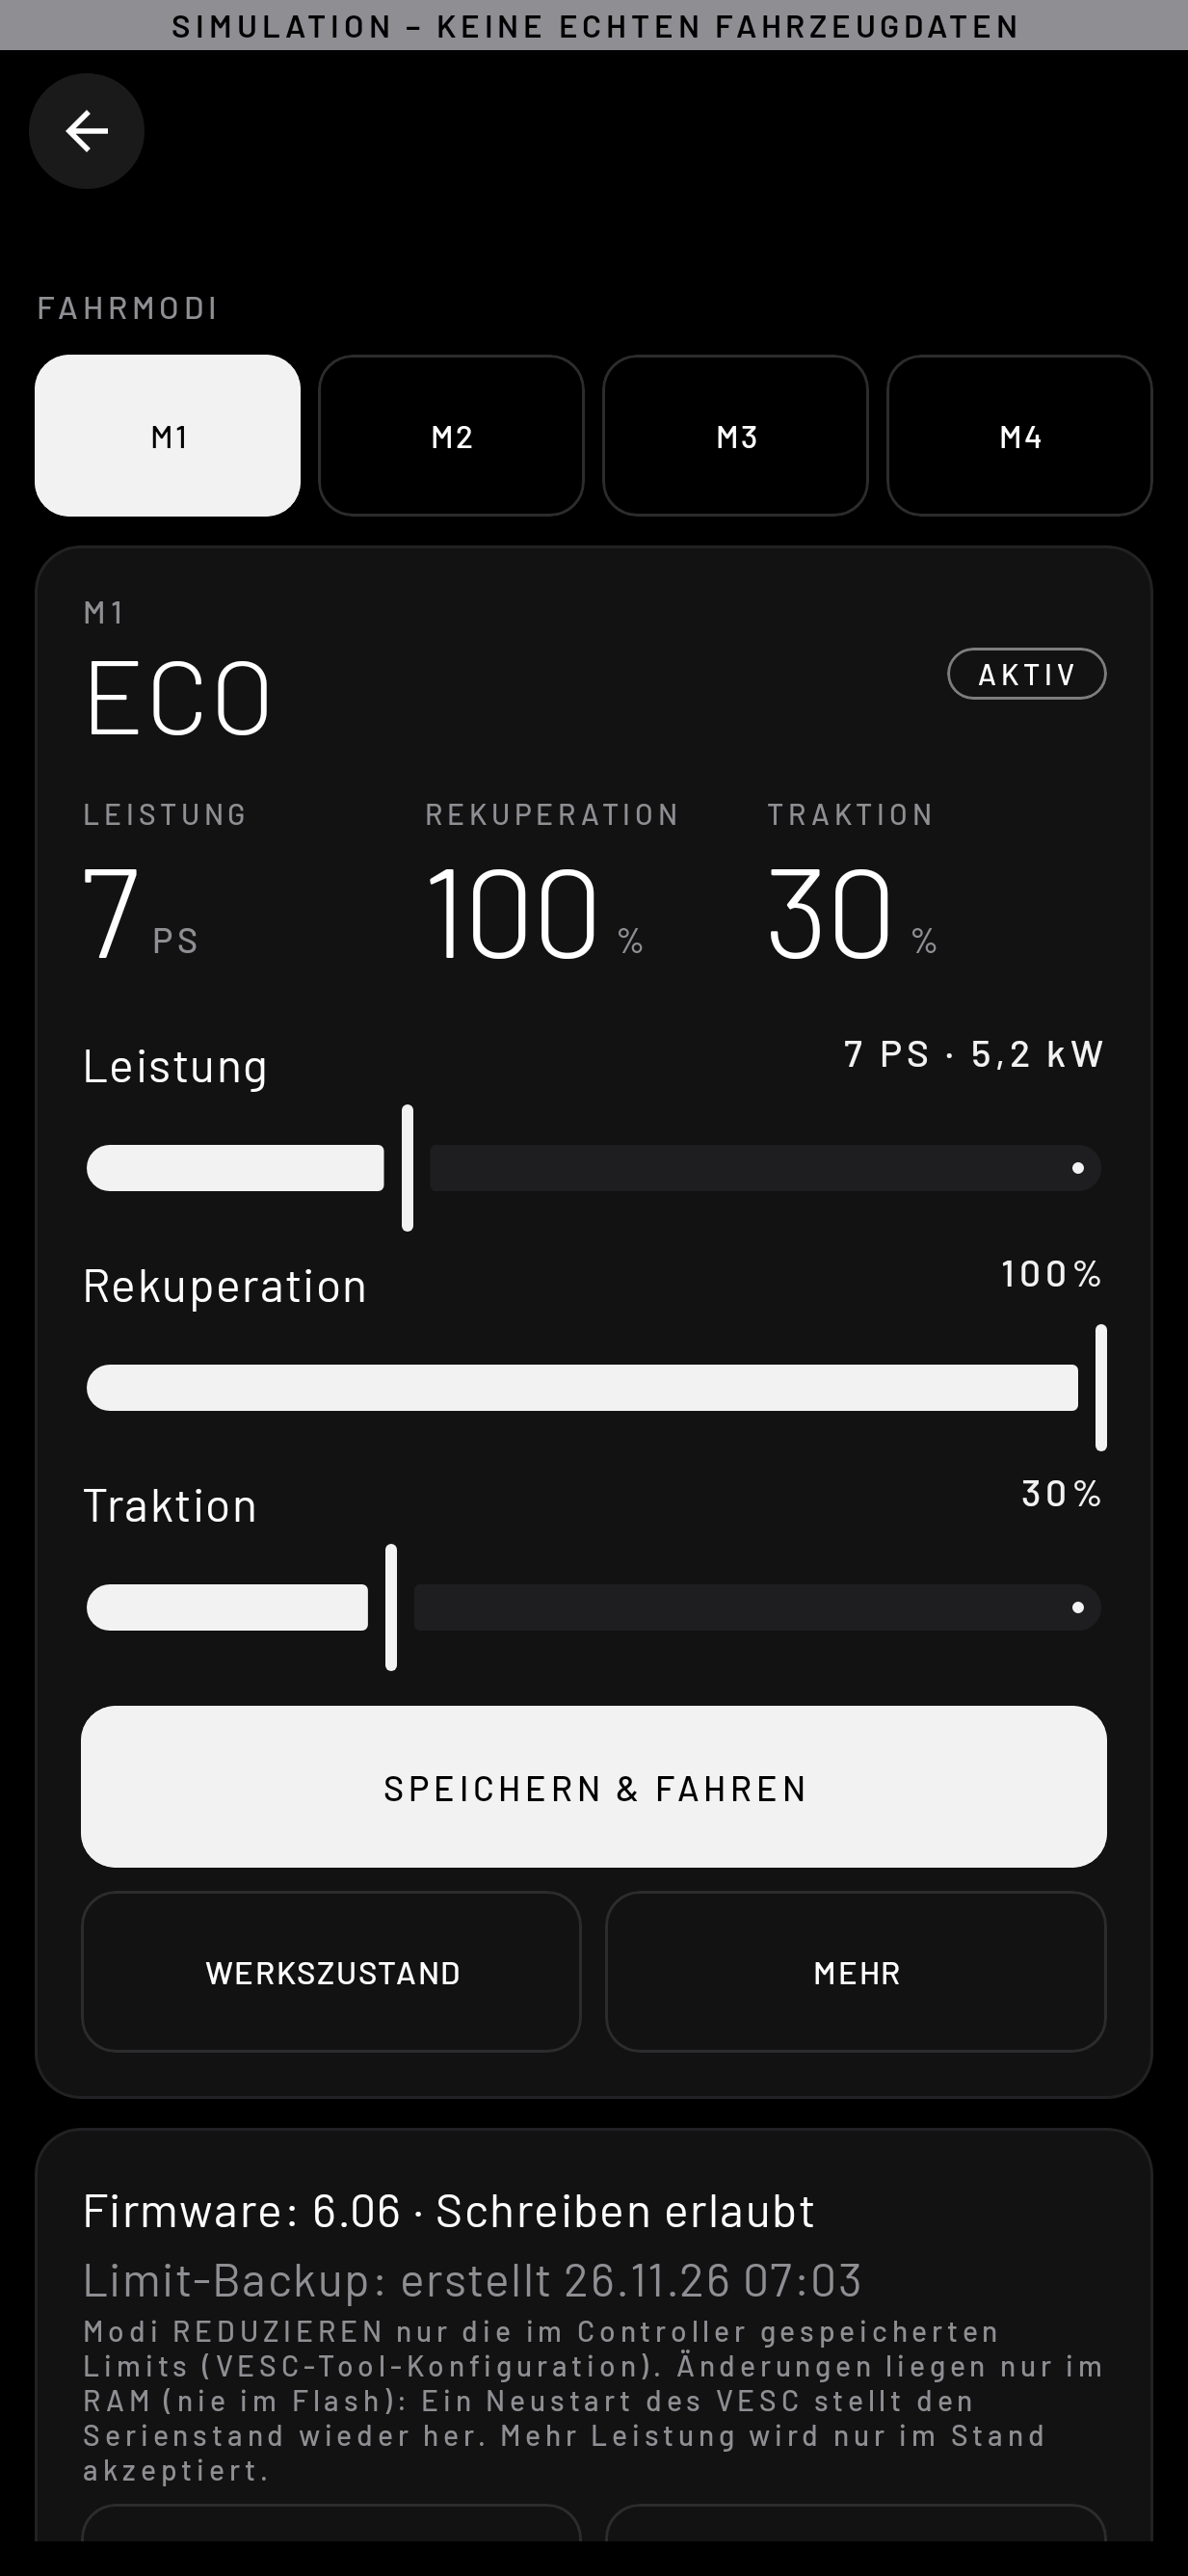 SIMULATION – KEINE ECHTEN FAHRZEUGDATEN
FAHRMODI
M1 M2 M3 M4
M1
ECO
AKTIV
LEISTUNG REKUPERATION TRAKTION
7 PS 100 % 30 %
Leistung 7 PS · 5,2 kW
Rekuperation 100%
Traktion 30%
SPEICHERN & FAHREN
WERKSZUSTAND MEHR
Firmware: 6.06 · Schreiben erlaubt
Limit-Backup: erstellt 26.11.26 07:03
Modi REDUZIEREN nur die im Controller gespeicherten
Limits (VESC-Tool-Konfiguration). Änderungen liegen nur im
RAM (nie im Flash): Ein Neustart des VESC stellt den
Serienstand wieder her. Mehr Leistung wird nur im Stand
akzeptiert.